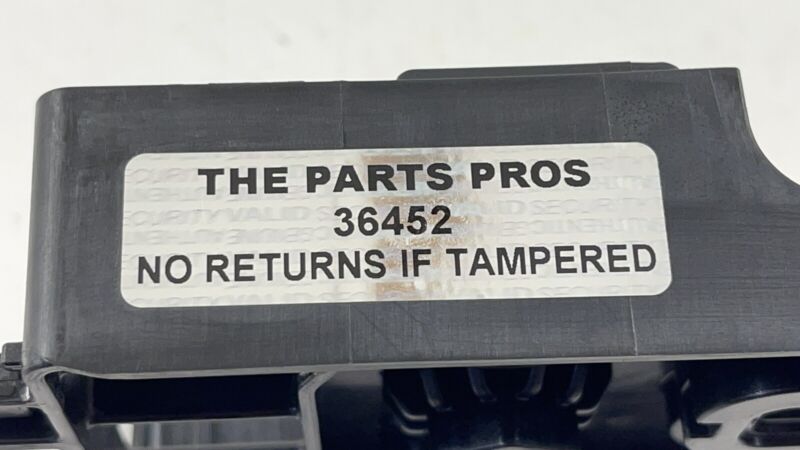 THE PARTS PROS
36452
NO RETURNS IF TAMPERED